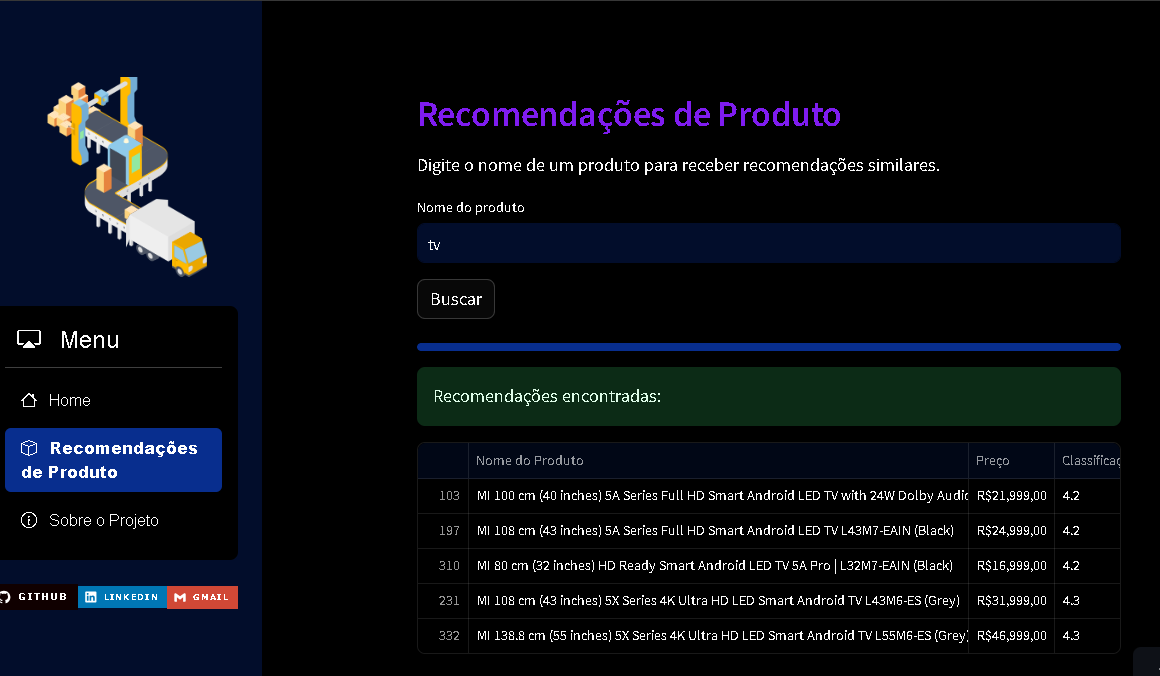 Recomendações de Produto
Digite o nome de um produto para receber recomendações similares.
Nome do produto
tv
Buscar
Recomendações encontradas:
Nome do Produto Preço Classificaç
103 MI 100 cm (40 inches) 5A Series Full HD Smart Android LED TV with 24W Dolby Audio R$21,999,00 4.2
197 MI 108 cm (43 inches) 5A Series Full HD Smart Android LED TV L43M7-EAIN (Black) R$24,999,00 4.2
310 MI 80 cm (32 inches) HD Ready Smart Android LED TV 5A Pro | L32M7-EAIN (Black) R$16,999,00 4.2
231 MI 108 cm (43 inches) 5X Series 4K Ultra HD LED Smart Android TV L43M6-ES (Grey) R$31,999,00 4.3
332 MI 138.8 cm (55 inches) 5X Series 4K Ultra HD LED Smart Android TV L55M6-ES (Grey) R$46,999,00 4.3
Menu
Home
Recomendações
de Produto
Sobre o Projeto
GITHUB LINKEDIN GMAIL